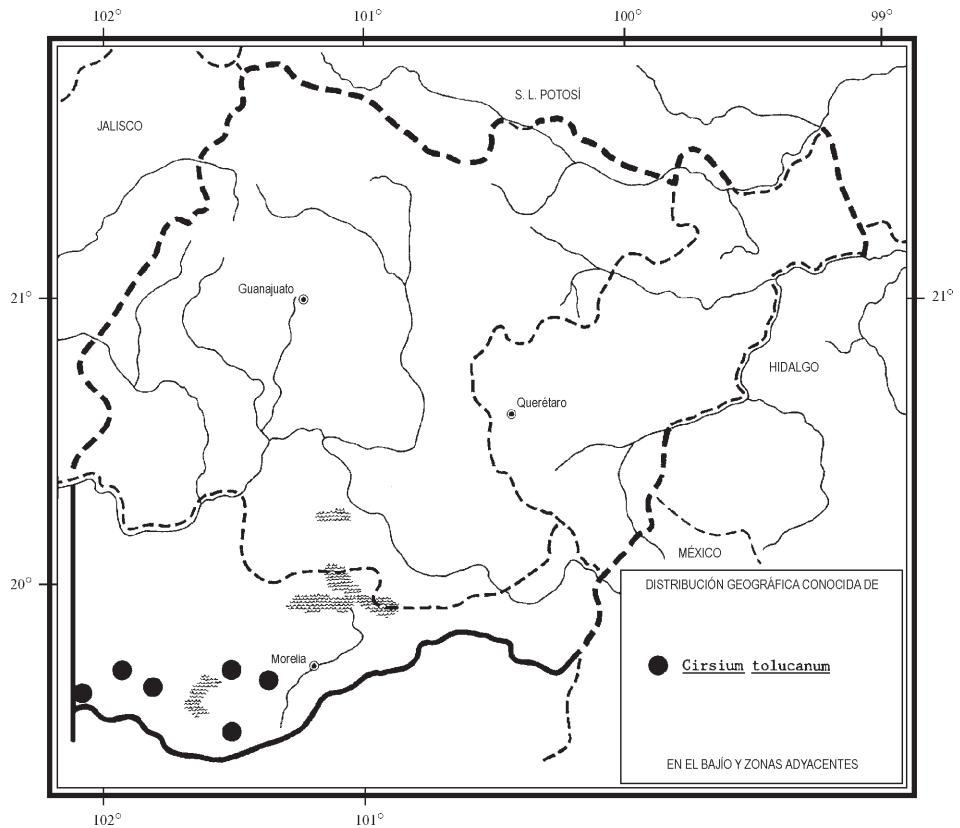 102° 101° 100° 99°
S. L. POTOSÍ
JALISCO
Guanajuato
21° 21°
HIDALGO
Querétaro
MÉXICO
20°
DISTRIBUCIÓN GEOGRÁFICA CONOCIDA DE
Morelia
Cirsium tolucanum
EN EL BAJÍO Y ZONAS ADYACENTES
102° 101°